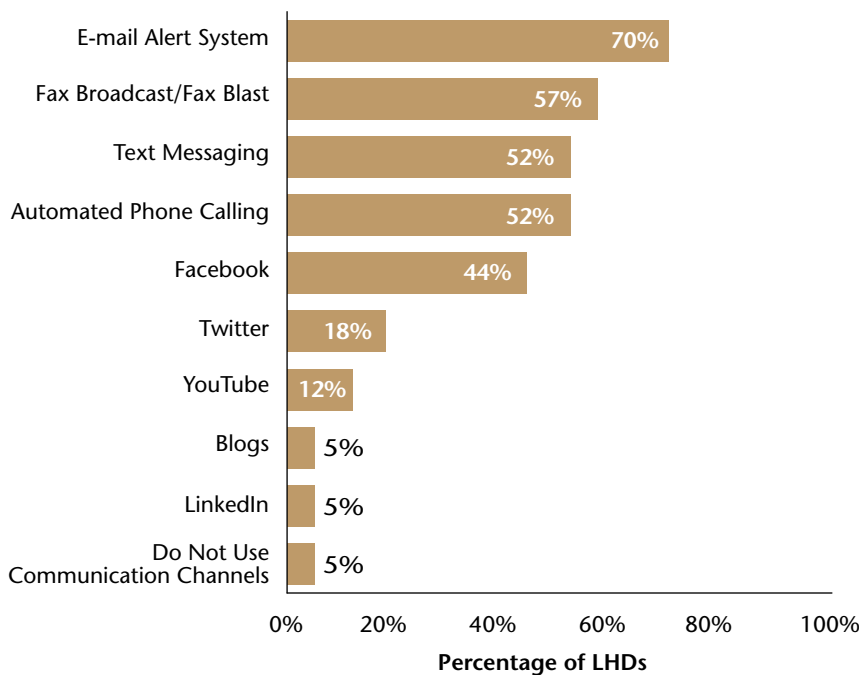 E-mail Alert System 70%
Fax Broadcast/Fax Blast 57%
Text Messaging 52%
Automated Phone Calling 52%
Facebook 44%
Twitter 18%
YouTube 12%
Blogs 5%
LinkedIn 5%
Do Not Use
Communication Channels 5%
0% 20% 40% 60% 80% 100%
Percentage of LHDs